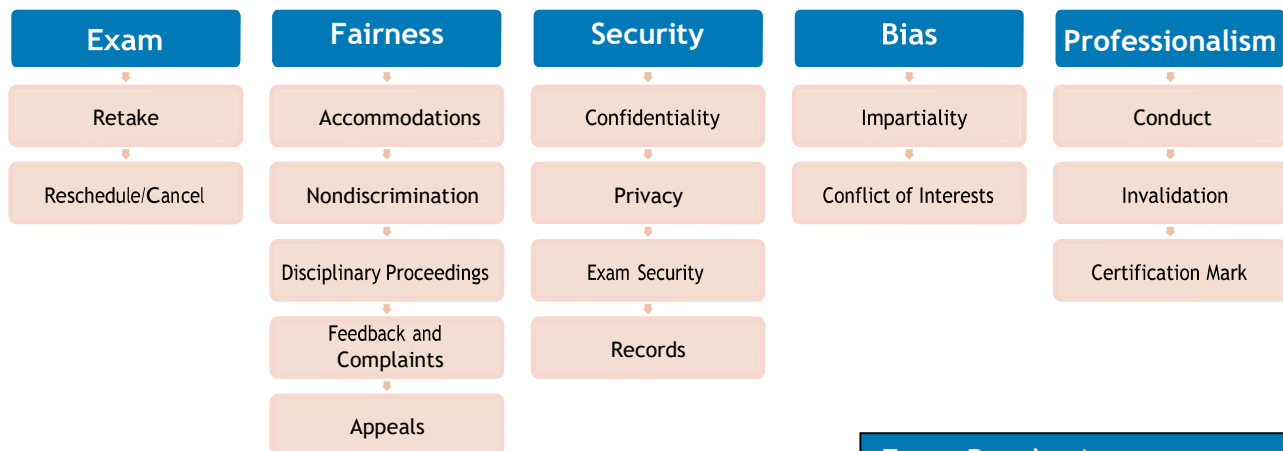 Exam
Retake
Reschedule/Cancel
Fairness
Accommodations
Nondiscrimination
Disciplinary Proceedings
Feedback and
Complaints
Appeals
Security
Confidentiality
Privacy
Exam Security
Records
Bias
Impartiality
Conflict of Interests
Professionalism
Conduct
Invalidation
Certification Mark